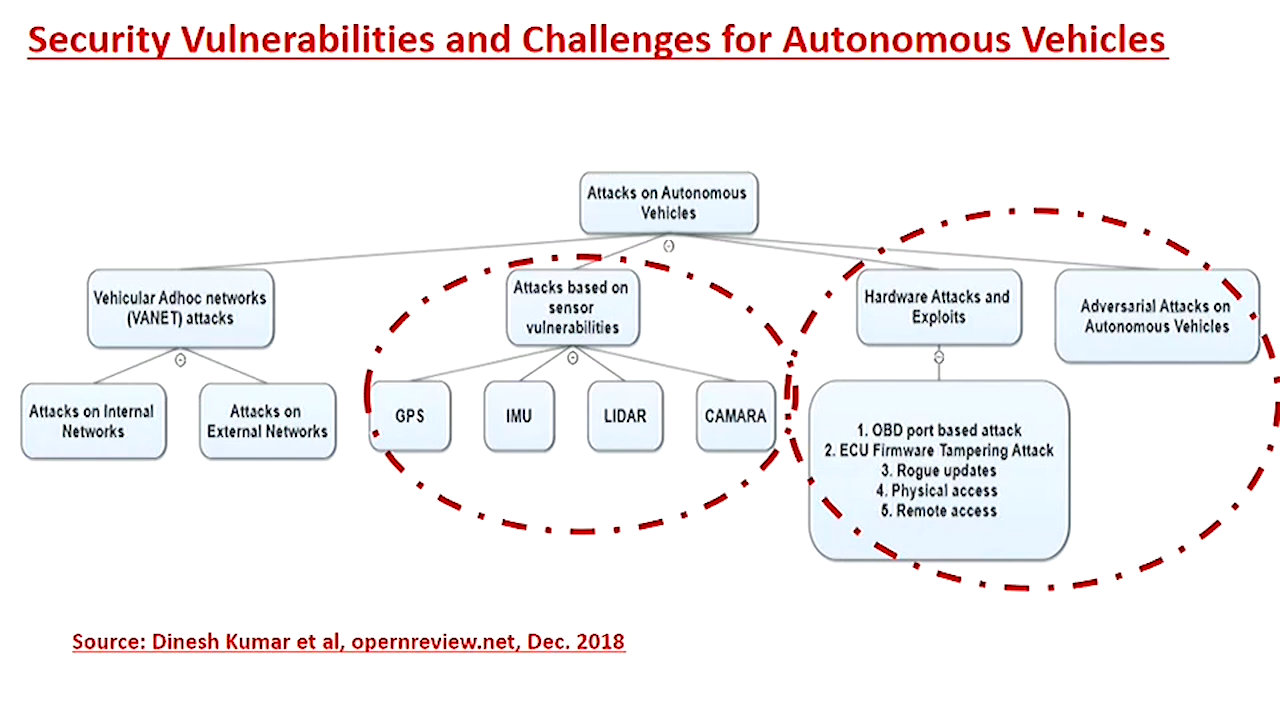 Security Vulnerabilities and Challenges for Autonomous Vehicles
Attacks on Autonomous
Vehicles
Vehicular Adhoc networks
(VANET) attacks
Attacks based on
sensor
vulnerabilities
Hardware Attacks and
Exploits
Adversarial Attacks on
Autonomous Vehicles
Attacks on Internal
Networks
Attacks on
External Networks
GPS
IMU
LIDAR
CAMARA
1. OBD port based attack
2. ECU Firmware Tampering Attack
3. Rogue updates
4. Physical access
5. Remote access
Source: Dinesh Kumar et al, opernreview.net, Dec. 2018